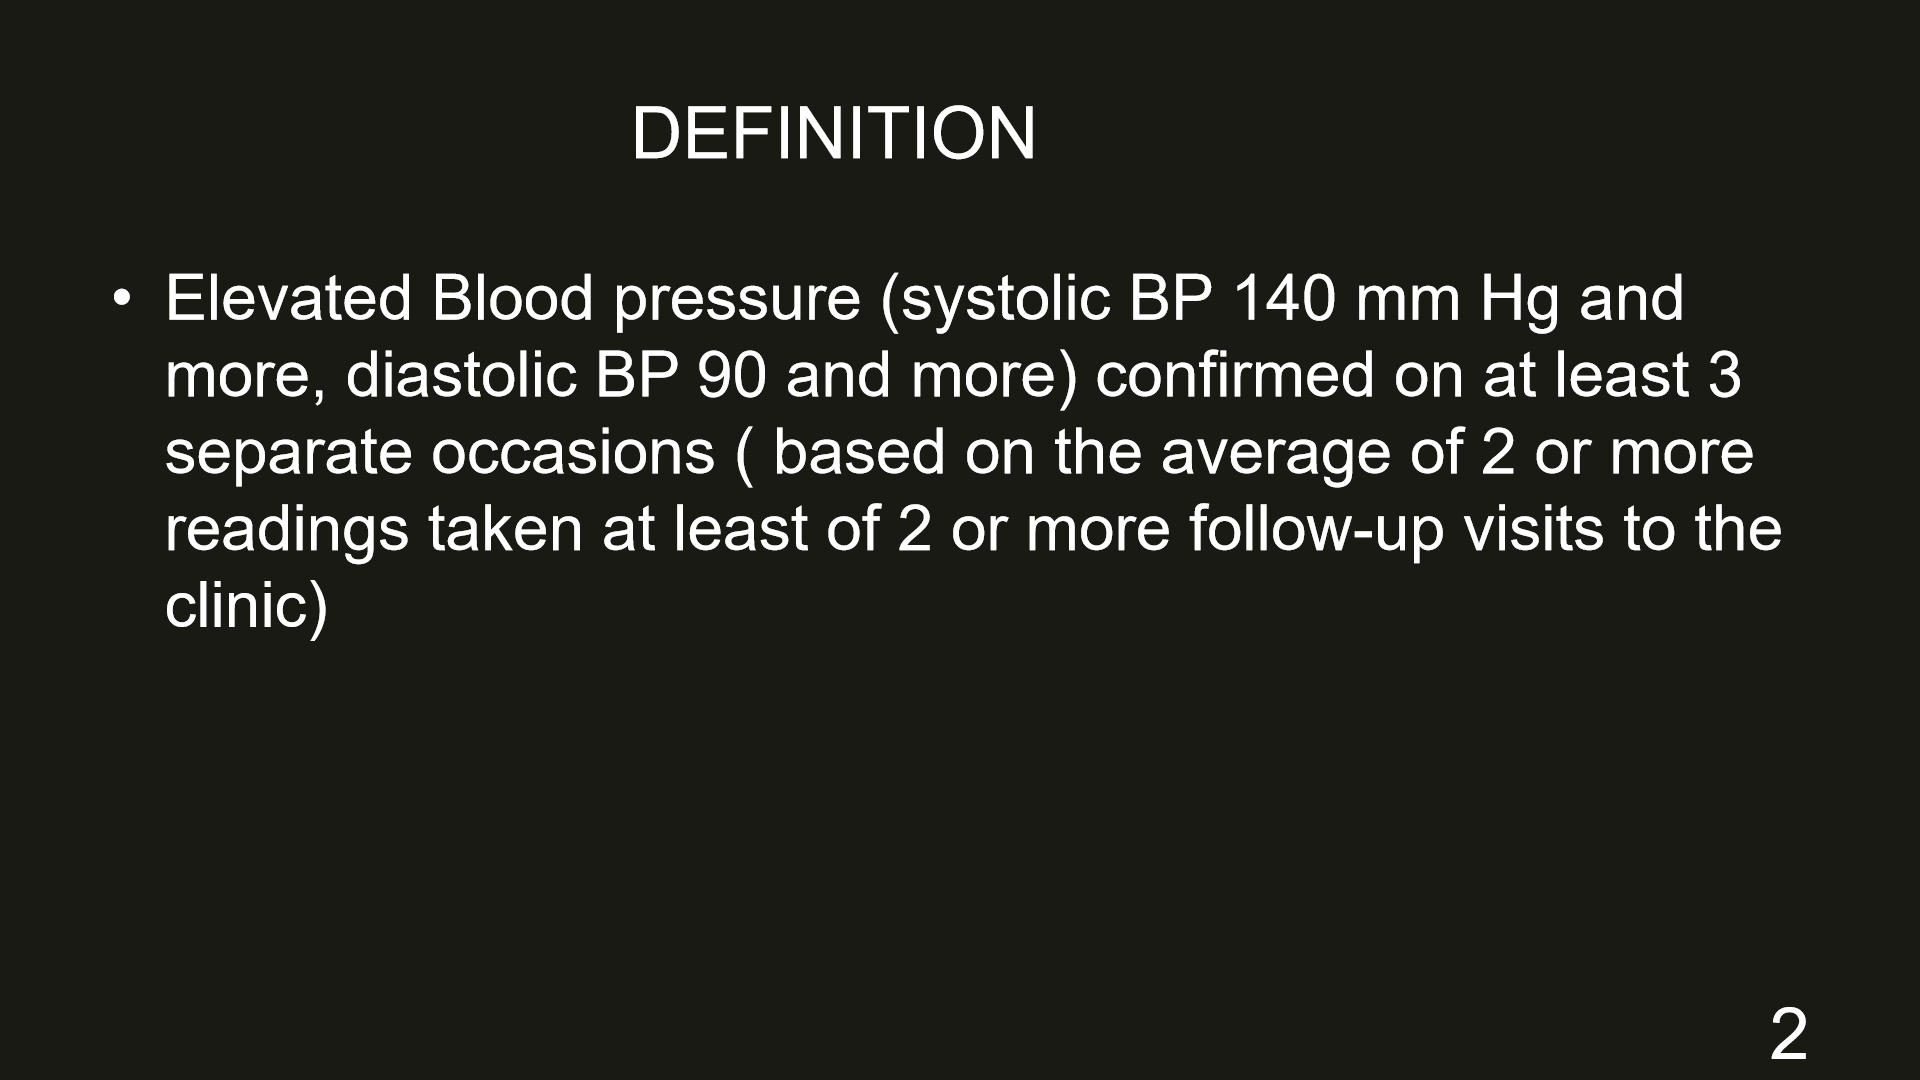 DEFINITION
• Elevated Blood pressure (systolic BP 140 mm Hg and
more, diastolic BP 90 and more) confirmed on at least 3
separate occasions ( based on the average of 2 or more
readings taken at least of 2 or more follow-up visits to the
clinic)
2